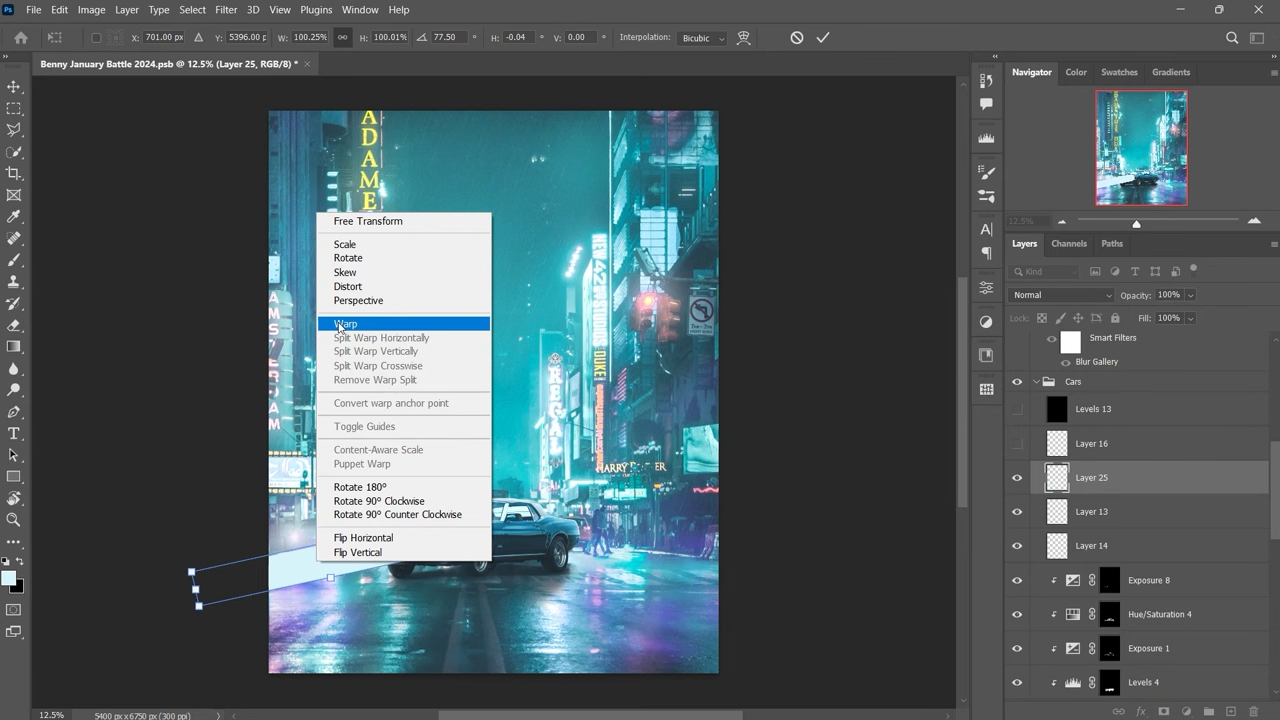 Ps File Edit Image Layer Type Select Filter 3D View Plugins Window Help
X: 701.00 px Y: 5396.00 p W: 100.25% H: 100.01% 77.50 ° H: -0.04 ° V: 0.00 ° Interpolation: Bicubic
Benny January Battle 2024.psb @ 12.5% (Layer 25, RGB/8) * ×
Navigator Color Swatches Gradients
12.5%
Layers Channels Paths
Kind
Normal Opacity: 100%
Lock: Fill: 100%
Smart Filters
Blur Gallery
Cars
Levels 13
Layer 16
Layer 25
Layer 13
Layer 14
Exposure 8
Hue/Saturation 4
Exposure 1
Levels 4
Free Transform
Scale
Rotate
Skew
Distort
Perspective
Warp
Split Warp Horizontally
Split Warp Vertically
Split Warp Crosswise
Remove Warp Split
Convert warp anchor point
Toggle Guides
Content-Aware Scale
Puppet Warp
Rotate 180°
Rotate 90° Clockwise
Rotate 90° Counter Clockwise
Flip Horizontal
Flip Vertical
ADAME
NEW 42 STUDIOS
DUKE
REGAL
HARRY POTTER
12.5% 5400 px x 6750 px (300 ppi)